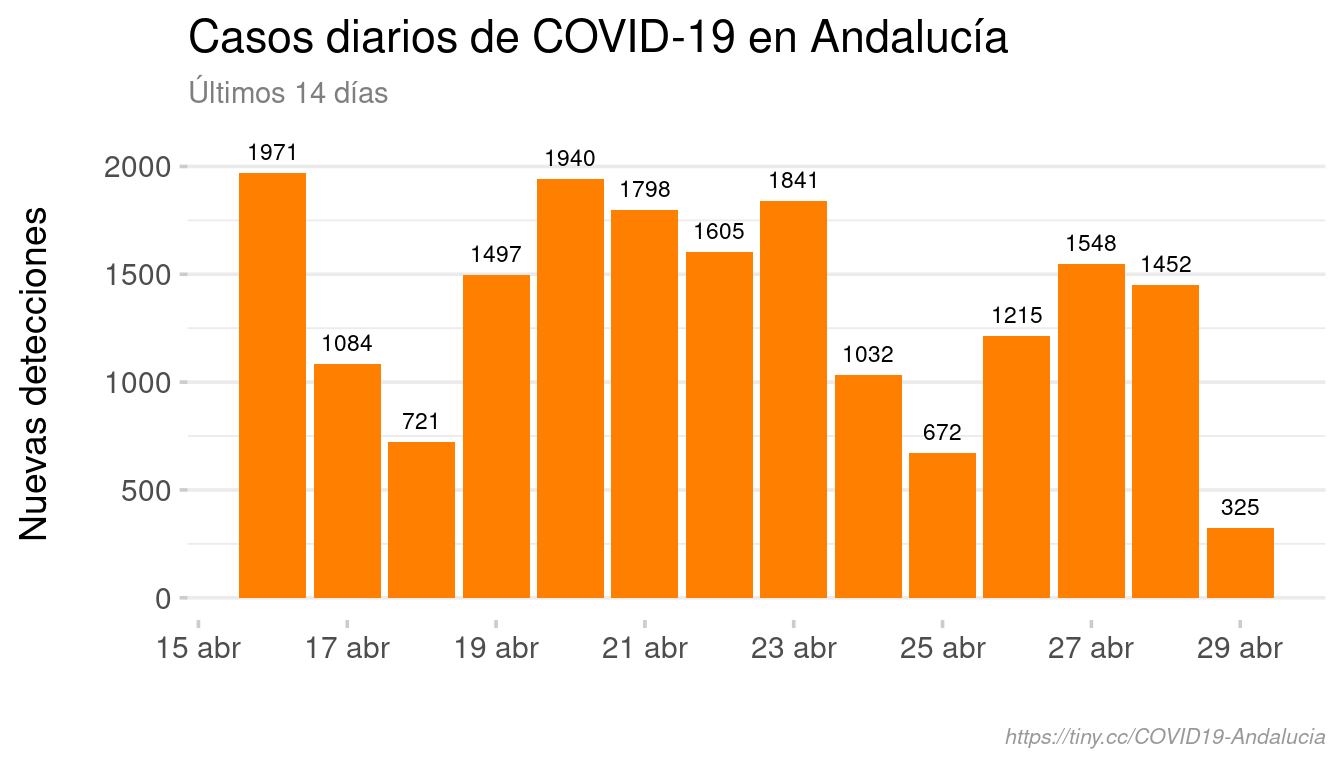 Casos diarios de COVID-19 en Andalucía
Últimos 14 días
Nuevas detecciones
2000
1500
1000
500
0
1971
1084
721
1497
1940
1798
1605
1841
1032
672
1215
1548
1452
325
15 abr
17 abr
19 abr
21 abr
23 abr
25 abr
27 abr
29 abr
https://tiny.cc/COVID19-Andalucia